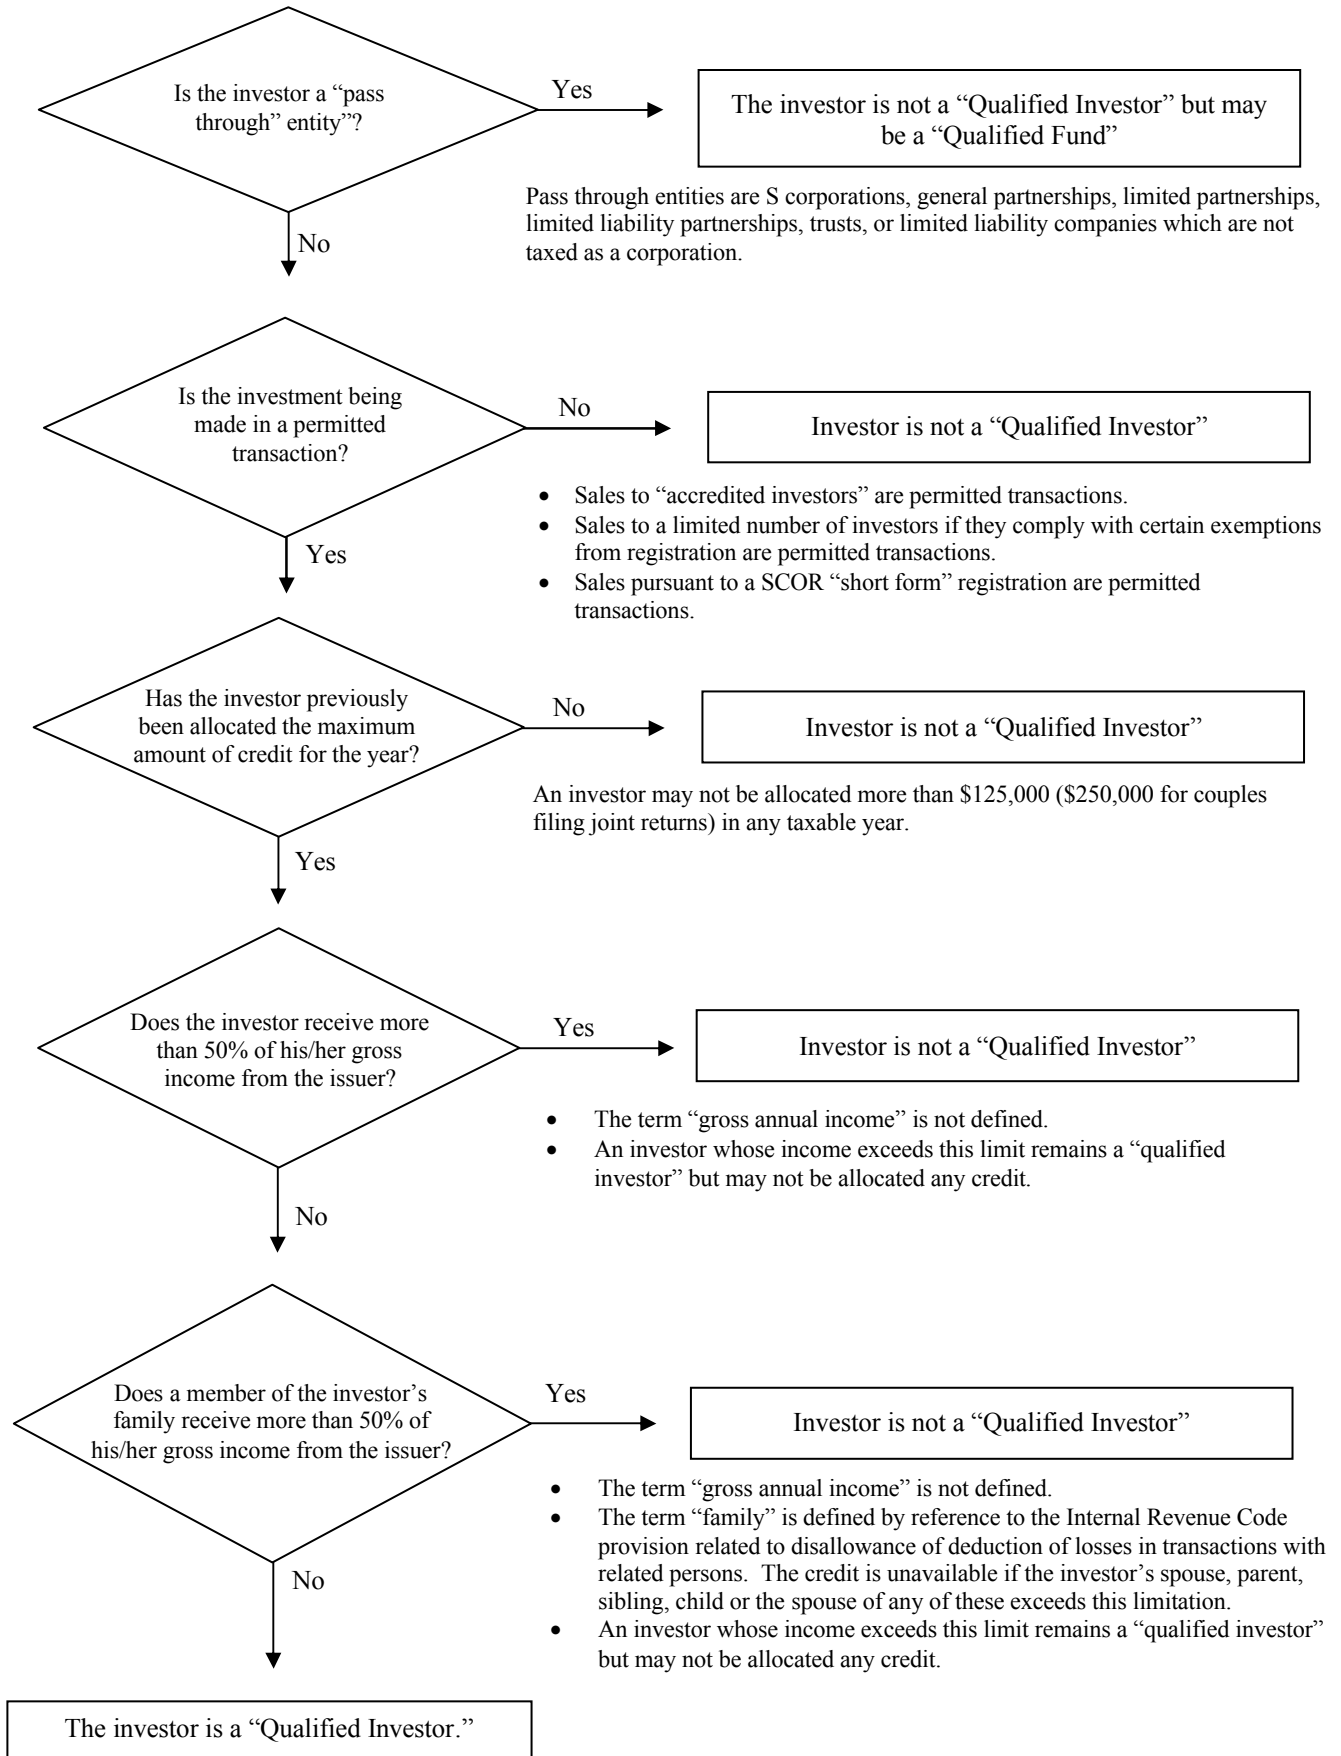 Is the investor a “pass
through” entity”?
Yes
The investor is not a “Qualified Investor” but may
be a “Qualified Fund”
Pass through entities are S corporations, general partnerships, limited partnerships,
limited liability partnerships, trusts, or limited liability companies which are not
taxed as a corporation.
No
Is the investment being
made in a permitted
transaction?
No
Investor is not a “Qualified Investor”
• Sales to “accredited investors” are permitted transactions.
• Sales to a limited number of investors if they comply with certain exemptions
from registration are permitted transactions.
• Sales pursuant to a SCOR “short form” registration are permitted
transactions.
Yes
Has the investor previously
been allocated the maximum
amount of credit for the year?
No
Investor is not a “Qualified Investor”
An investor may not be allocated more than $125,000 ($250,000 for couples
filing joint returns) in any taxable year.
Yes
Does the investor receive more
than 50% of his/her gross
income from the issuer?
Yes
Investor is not a “Qualified Investor”
• The term “gross annual income” is not defined.
• An investor whose income exceeds this limit remains a “qualified
investor” but may not be allocated any credit.
No
Does a member of the investor’s
family receive more than 50% of
his/her gross income from the issuer?
Yes
Investor is not a “Qualified Investor”
• The term “gross annual income” is not defined.
• The term “family” is defined by reference to the Internal Revenue Code
provision related to disallowance of deduction of losses in transactions with
related persons.  The credit is unavailable if the investor’s spouse, parent,
sibling, child or the spouse of any of these exceeds this limitation.
• An investor whose income exceeds this limit remains a “qualified investor”
but may not be allocated any credit.
No
The investor is a “Qualified Investor.”